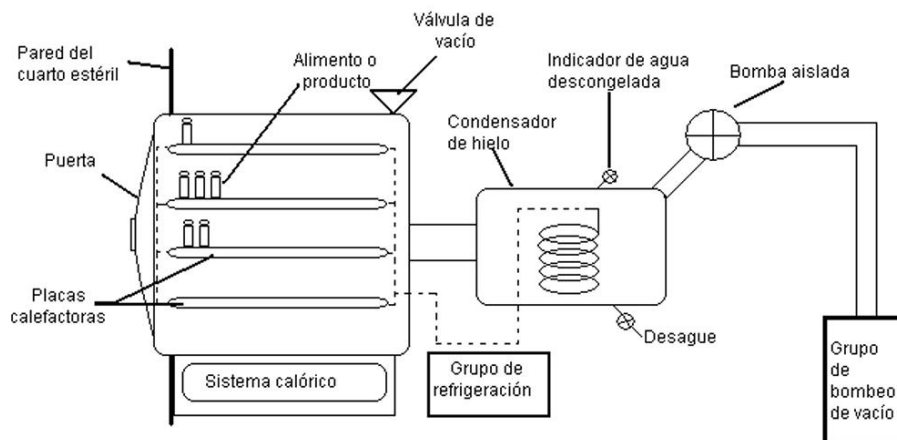 Pared del
cuarto estéril
Puerta
Alimento o
producto
Válvula de
vacío
Condensador
de hielo
Indicador de agua
descongelada
Bomba aislada
Placas
calefactoras
Sistema calórico
Grupo de
refrigeración
Desague
Grupo
de
bombeo
de vacío